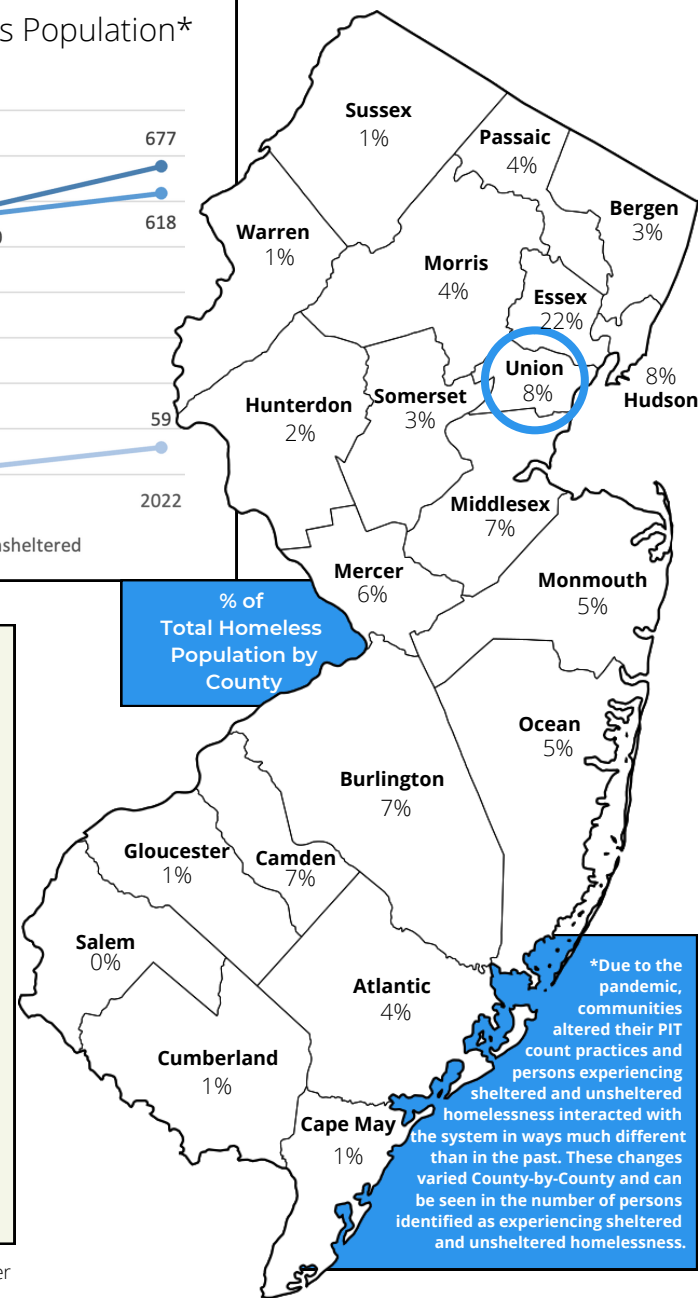 s Population*
677
618
59
2022
sheltered
Sussex
1%
Passaic
4%
Bergen
3%
Warren
1%
Morris
4%
Essex
22%
Union
8%
8%
Hudson
Hunterdon
2%
Somerset
3%
Middlesex
7%
Mercer
6%
Monmouth
5%
% of
Total Homeless
Population by
County
Ocean
5%
Burlington
7%
Gloucester
1%
Camden
7%
Salem
0%
Atlantic
4%
Cumberland
1%
Cape May
1%
*Due to the
pandemic,
communities
altered their PIT
count practices and
persons experiencing
sheltered and unsheltered
homelessness interacted with
the system in ways much different
than in the past. These changes
varied County-by-County and can
be seen in the number of persons
identified as experiencing sheltered
and unsheltered homelessness.
er